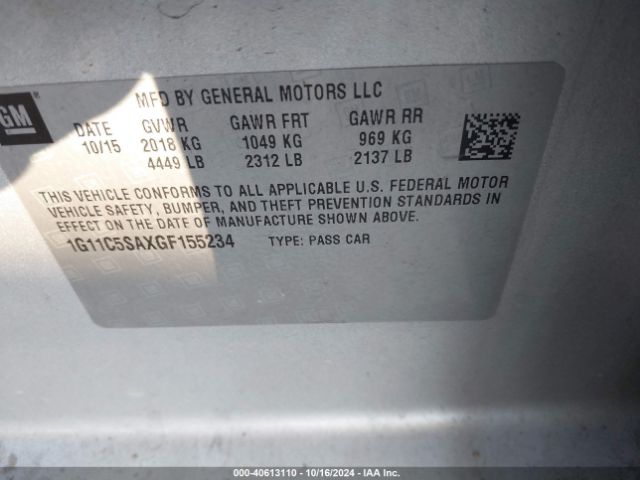 GM
MFD BY GENERAL MOTORS LLC
DATE GVWR GAWR FRT GAWR RR
10/15 2018 KG 1049 KG 969 KG
4449 LB 2312 LB 2137 LB
THIS VEHICLE CONFORMS TO ALL APPLICABLE U.S. FEDERAL MOTOR
VEHICLE SAFETY, BUMPER, AND THEFT PREVENTION STANDARDS IN
EFFECT ON THE DATE OF MANUFACTURE SHOWN ABOVE.
1G11C5SAXGF155234 TYPE: PASS CAR
000-40613110 | 10/16/2024 | IAA Inc.